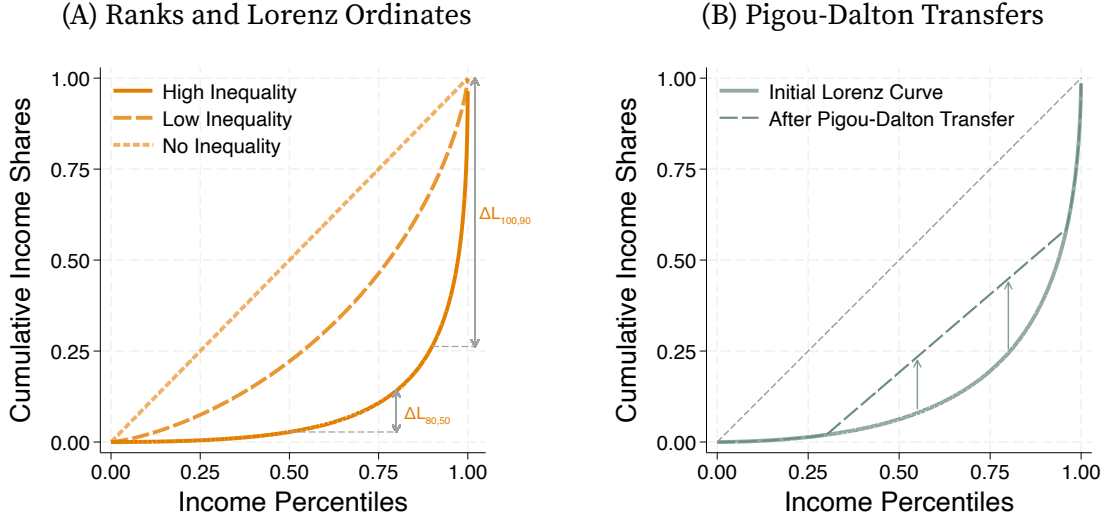 (A) Ranks and Lorenz Ordinates
1.00
0.75
0.50
0.25
0.00
Cumulative Income Shares
High Inequality
Low Inequality
No Inequality
ΔL100,90
ΔL80,50
0.00 0.25 0.50 0.75 1.00
Income Percentiles
(B) Pigou-Dalton Transfers
1.00
0.75
0.50
0.25
0.00
Cumulative Income Shares
Initial Lorenz Curve
After Pigou-Dalton Transfer
0.00 0.25 0.50 0.75 1.00
Income Percentiles